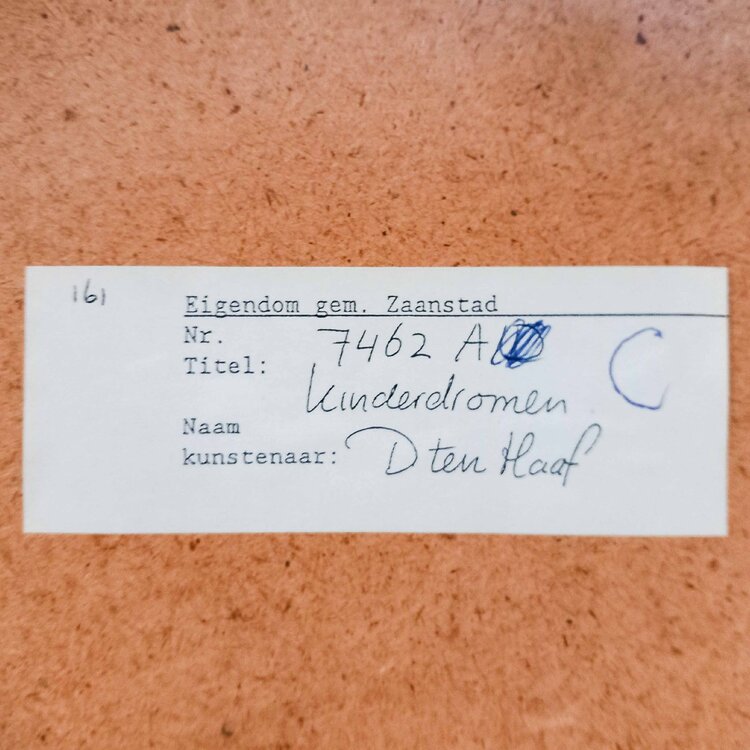 161
Eigendom gem. Zaanstad
Nr. 7462 A
Titel:
Kinderdromen
C
Naam
kunstenaar: D ten Haaf